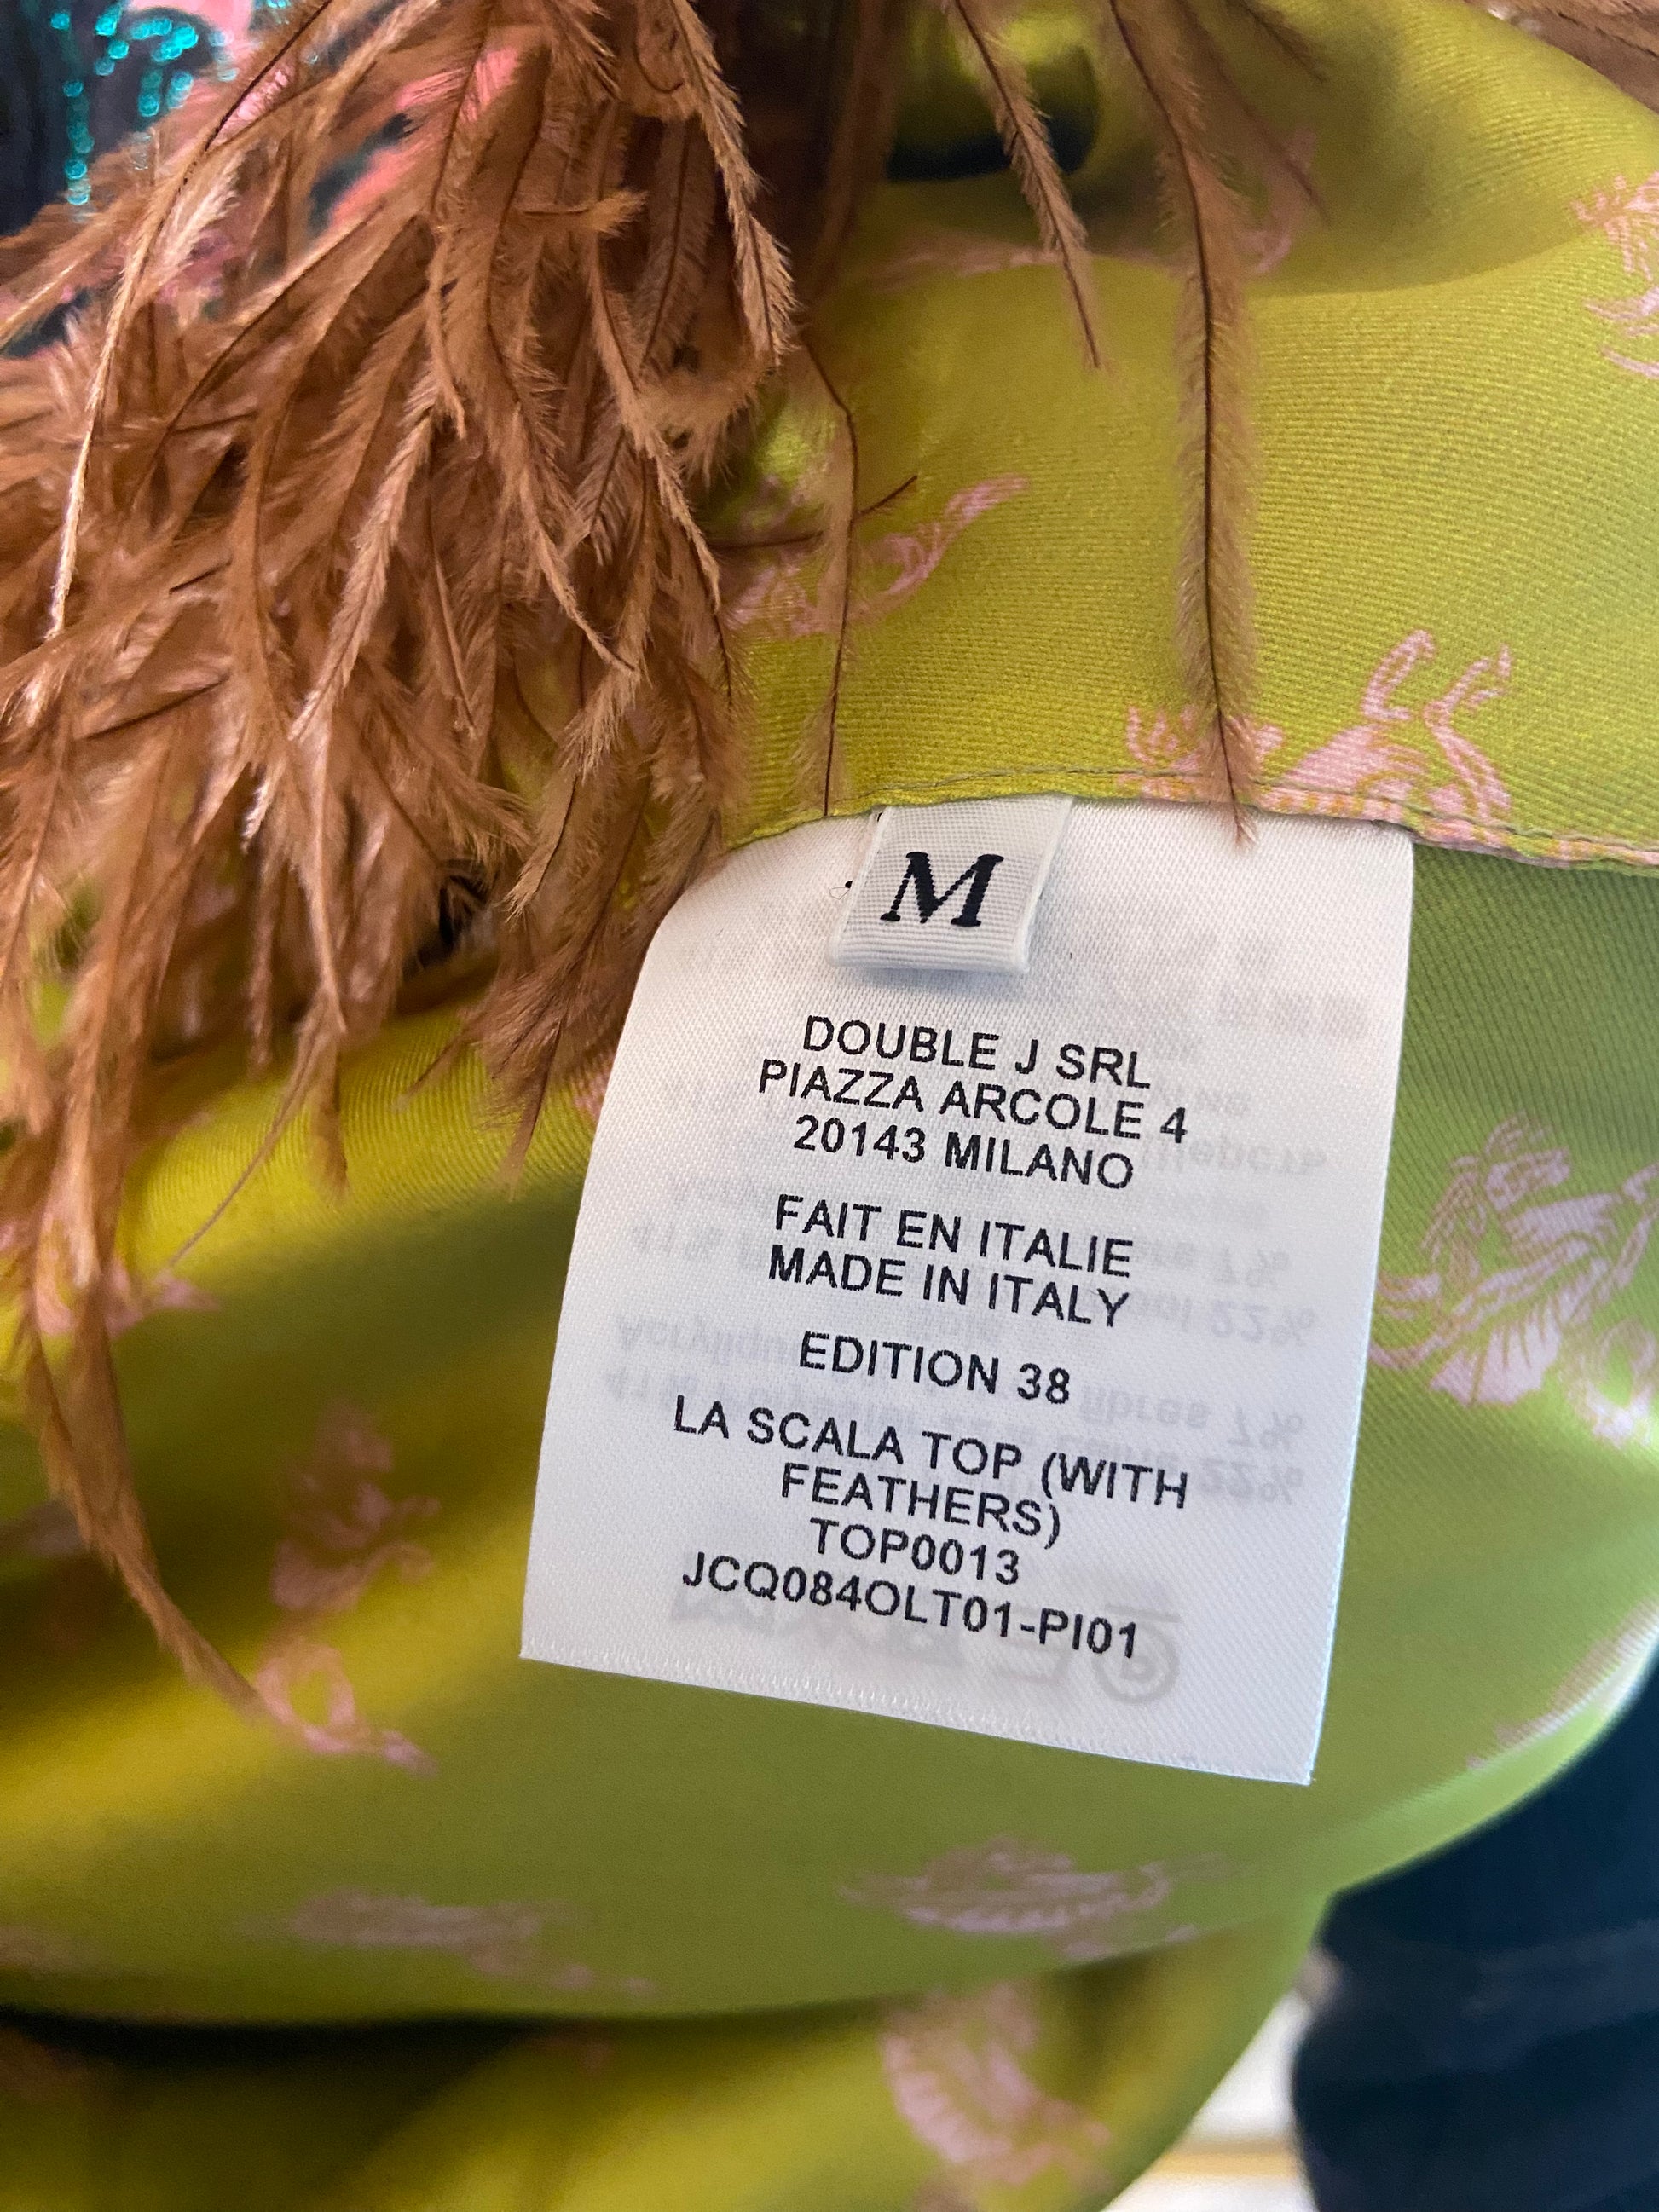 M
DOUBLE J SRL
PIAZZA ARCOLE 4
20143 MILANO
FAIT EN ITALIE
MADE IN ITALY
EDITION 38
LA SCALA TOP (WITH
FEATHERS)
TOP0013
JCQ084OLT01-PI01